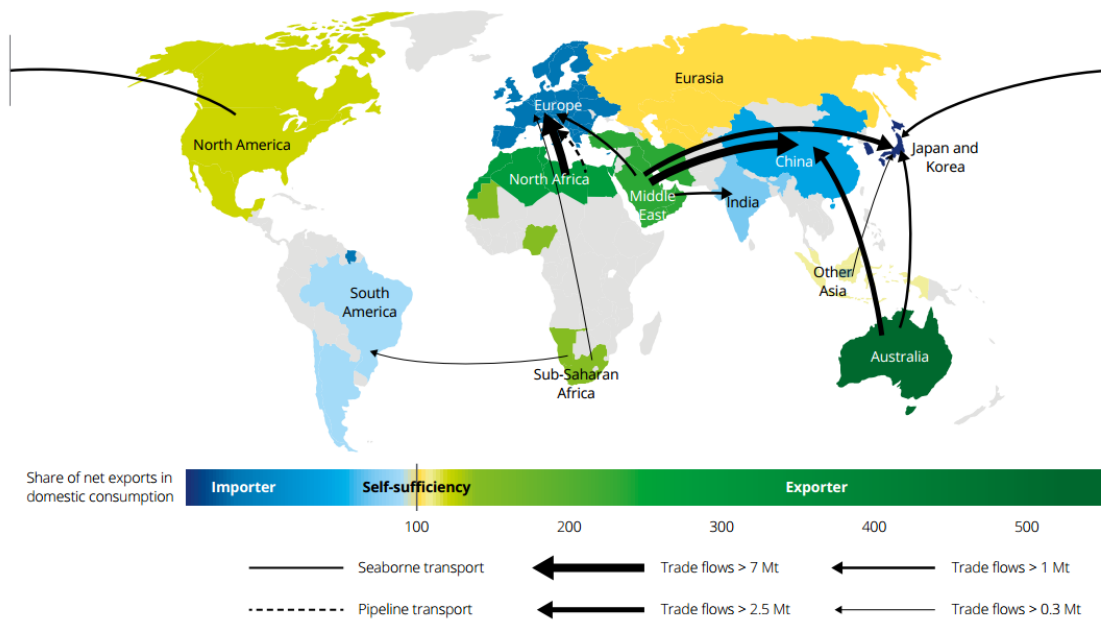 Eurasia
Europe
North America
Japan and
Korea
China
North Africa
Middle
East
India
Other
Asia
South
America
Australia
Sub-Saharan
Africa
Share of net exports in
domestic consumption
Importer
Self-sufficiency
Exporter
100
200
300
400
500
Seaborne transport
Trade flows > 7 Mt
Trade flows > 1 Mt
Pipeline transport
Trade flows > 2.5 Mt
Trade flows > 0.3 Mt